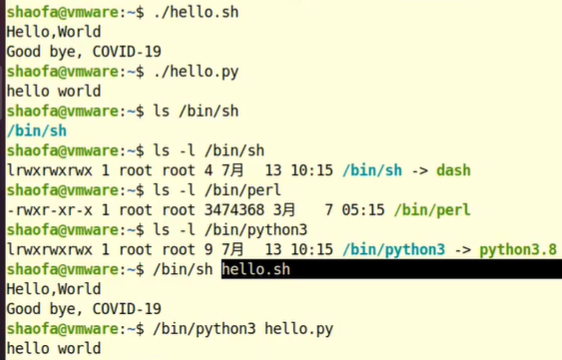 shaofa@vmware:~$ ./hello.sh
Hello,World
Good bye, COVID-19
shaofa@vmware:~$ ./hello.py
hello world
shaofa@vmware:~$ ls /bin/sh
/bin/sh
shaofa@vmware:~$ ls -l /bin/sh
lrwxrwxrwx 1 root root 4 7月  13 10:15 /bin/sh -> dash
shaofa@vmware:~$ ls -l /bin/perl
-rwxr-xr-x 1 root root 3474368 3月   7 05:15 /bin/perl
shaofa@vmware:~$ ls -l /bin/python3
lrwxrwxrwx 1 root root 9 7月  13 10:15 /bin/python3 -> python3.8
shaofa@vmware:~$ /bin/sh hello.sh
Hello,World
Good bye, COVID-19
shaofa@vmware:~$ /bin/python3 hello.py
hello world